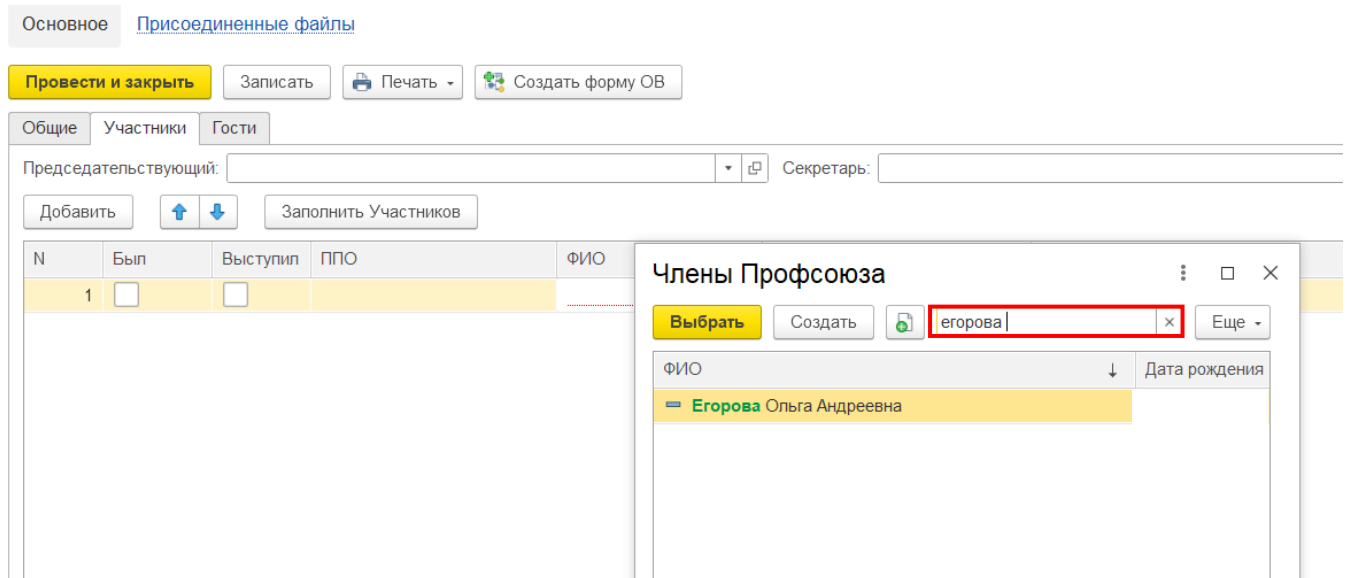 Основное Присоединенные файлы
Провести и закрыть Записать Печать Создать форму ОВ
Общие Участники Гости
Председательствующий: Секретарь:
Добавить Заполнить Участников
N Был Выступил ППО ФИО
1
Члены Профсоюза
Выбрать Создать егорова Еще
ФИО Дата рождения
Егорова Ольга Андреевна